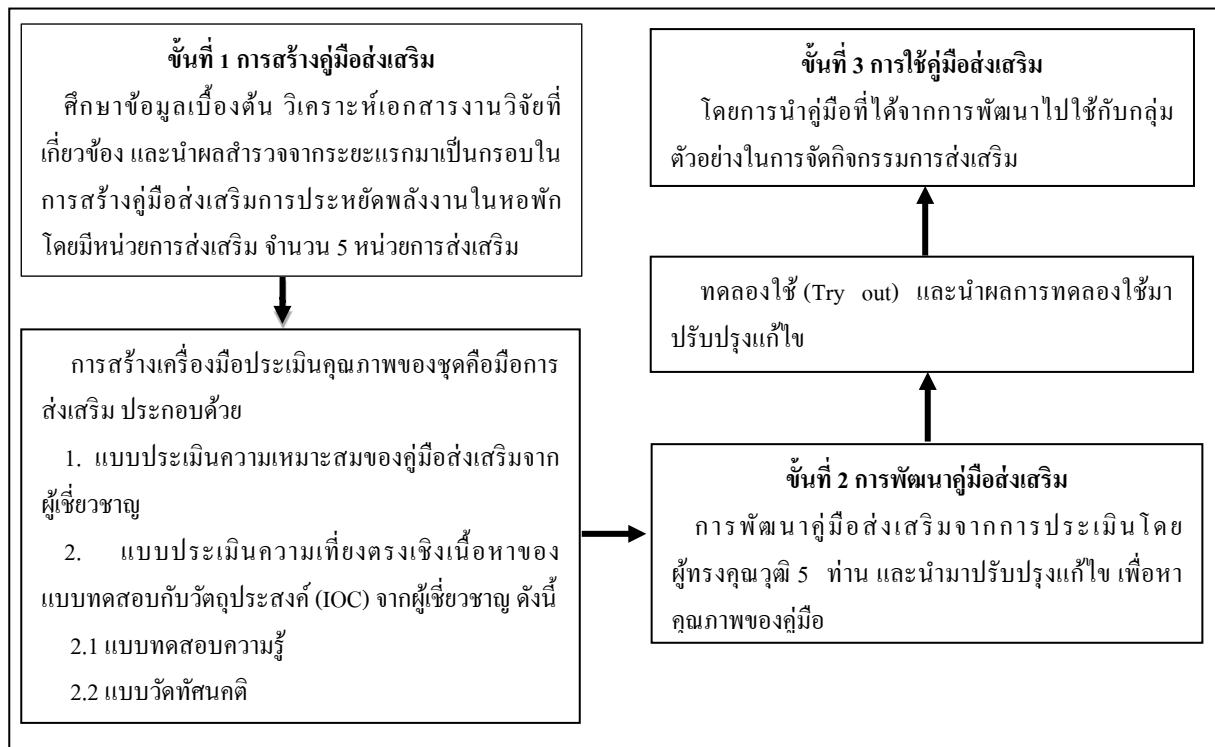 ขั้นที่ 1 การสร้างคู่มือส่งเสริม
ศึกษาข้อมูลเบื้องต้น วิเคราะห์เอกสารงานวิจัยที่
เกี่ยวข้อง และนำผลสำรวจจากระยะแรกมาเป็นกรอบใน
การสร้างคู่มือส่งเสริมการประหยัดพลังงานในหอพัก
โดยมีหน่วยการส่งเสริม จำนวน 5 หน่วยการส่งเสริม
การสร้างเครื่องมือประเมินคุณภาพของชุดคือมือการ
ส่งเสริม ประกอบด้วย
1. แบบประเมินความเหมาะสมของคู่มือส่งเสริมจาก
ผู้เชี่ยวชาญ
2. แบบประเมินความเที่ยงตรงเชิงเนื้อหาของ
แบบทดสอบกับวัตถุประสงค์ (IOC) จากผู้เชี่ยวชาญ ดังนี้
2.1 แบบทดสอบความรู้
2.2 แบบวัดทัศนคติ
ขั้นที่ 2 การพัฒนาคู่มือส่งเสริม
การพัฒนาคู่มือส่งเสริมจากการประเมินโดย
ผู้ทรงคุณวุฒิ 5 ท่าน และนำมาปรับปรุงแก้ไข เพื่อหา
คุณภาพของคู่มือ
ทดลองใช้ (Try out) และนำผลการทดลองใช้มา
ปรับปรุงแก้ไข
ขั้นที่ 3 การใช้คู่มือส่งเสริม
โดยการนำคู่มือที่ได้จากการพัฒนาไปใช้กับกลุ่ม
ตัวอย่างในการจัดกิจกรรมการส่งเสริม